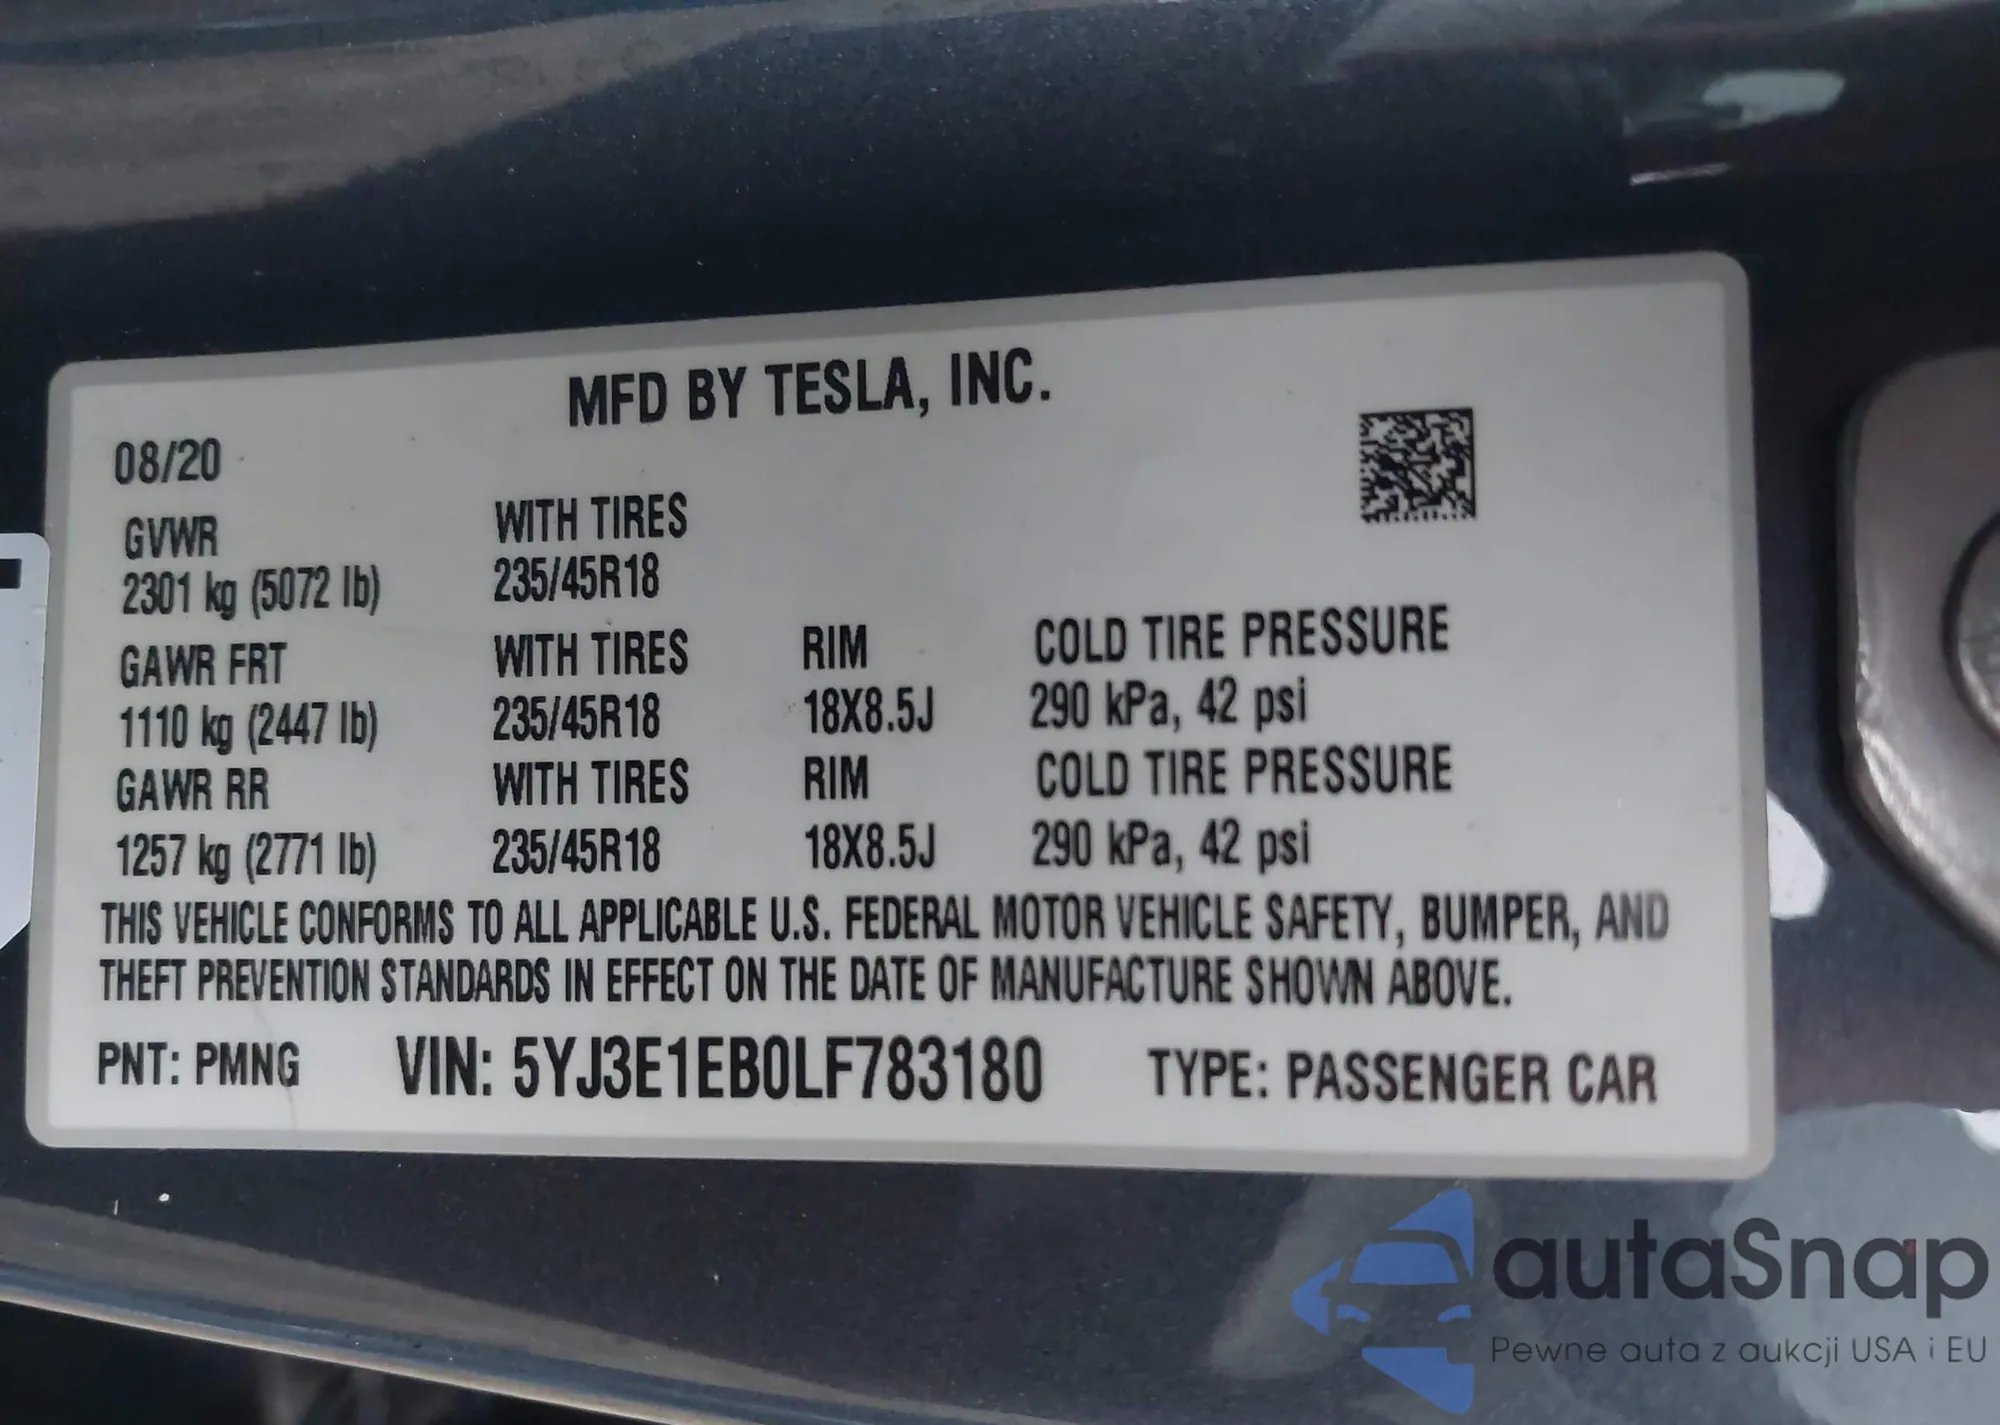 MFD BY TESLA, INC.
08/20
GVWR WITH TIRES
2301 kg (5072 lb) 235/45R18
GAWR FRT WITH TIRES RIM COLD TIRE PRESSURE
1110 kg (2447 lb) 235/45R18 18X8.5J 290 kPa, 42 psi
GAWR RR WITH TIRES RIM COLD TIRE PRESSURE
1257 kg (2771 lb) 235/45R18 18X8.5J 290 kPa, 42 psi
THIS VEHICLE CONFORMS TO ALL APPLICABLE U.S. FEDERAL MOTOR VEHICLE SAFETY, BUMPER, AND
THEFT PREVENTION STANDARDS IN EFFECT ON THE DATE OF MANUFACTURE SHOWN ABOVE.
PNT: PMNG VIN: 5YJ3E1EB0LF783180 TYPE: PASSENGER CAR
autaSnap
Pewne auta z aukcji USA i EU